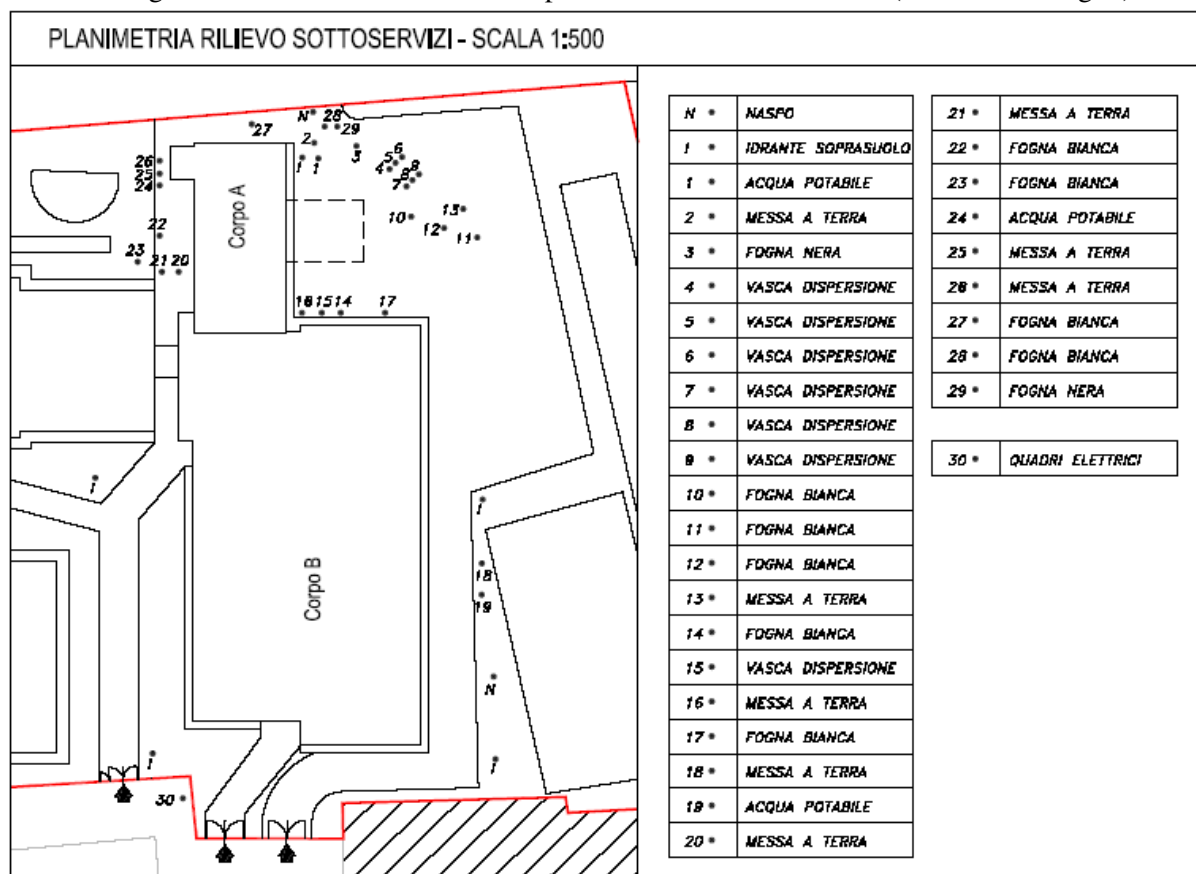 PLANIMETRIA RILIEVO SOTTOSERVIZI - SCALA 1:500
N 28
27 29
2 3
I 1
6
5
4 8
8
7
26
25
24
Corpo A
10 13
12 11
22
23 21 20
16 15 14 17
I
I
Corpo B
18
19
N
I
I
30
N NASPO
I IDRANTE SOPRASUOLO
1 ACQUA POTABILE
2 MESSA A TERRA
3 FOGNA NERA
4 VASCA DISPERSIONE
5 VASCA DISPERSIONE
6 VASCA DISPERSIONE
7 VASCA DISPERSIONE
8 VASCA DISPERSIONE
9 VASCA DISPERSIONE
10 FOGNA BIANCA
11 FOGNA BIANCA
12 FOGNA BIANCA
13 MESSA A TERRA
14 FOGNA BIANCA
15 VASCA DISPERSIONE
16 MESSA A TERRA
17 FOGNA BIANCA
18 MESSA A TERRA
19 ACQUA POTABILE
20 MESSA A TERRA
21 MESSA A TERRA
22 FOGNA BIANCA
23 FOGNA BIANCA
24 ACQUA POTABILE
25 MESSA A TERRA
26 MESSA A TERRA
27 FOGNA BIANCA
28 FOGNA BIANCA
29 FOGNA NERA
30 QUADRI ELETTRICI